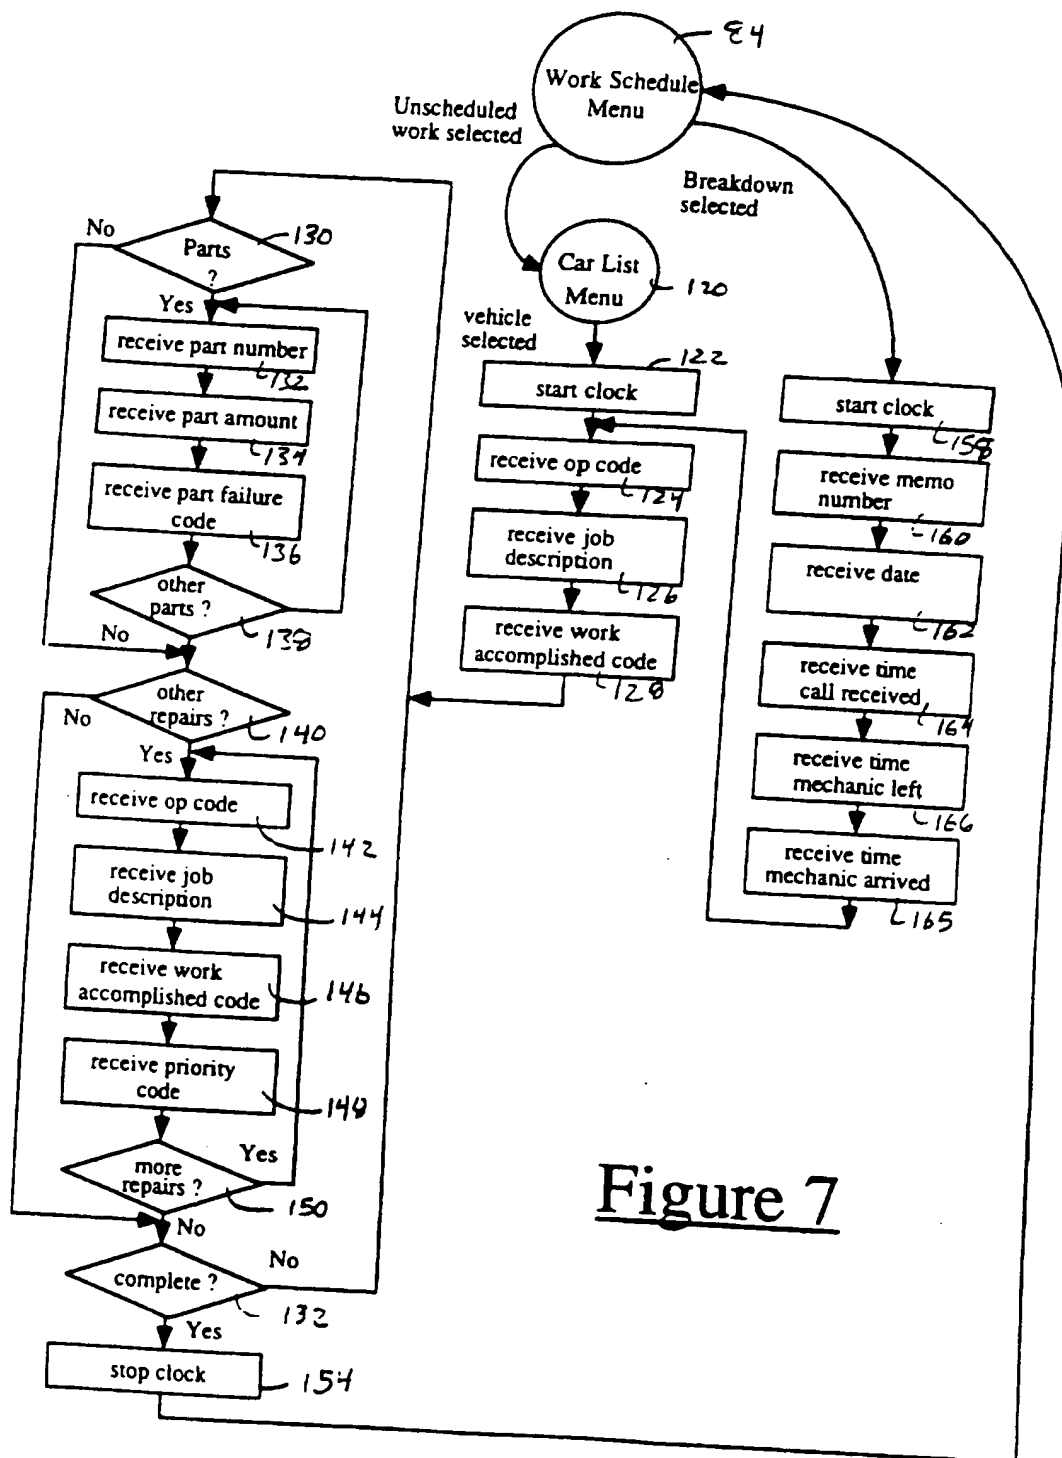 84
Work Schedule
Menu
Unscheduled
work selected
Breakdown
selected
Car List
Menu
120
vehicle
selected
122
start clock
receive op code
124
receive job
description
126
receive work
accomplished code
128
start clock
158
receive memo
number
160
receive date
162
receive time
call received
164
receive time
mechanic left
166
receive time
mechanic arrived
165
No
Parts
?
130
Yes
receive part number
132
receive part amount
134
receive part failure
code
136
other
parts ?
138
No
other
repairs ?
140
No
Yes
receive op code
142
receive job
description
144
receive work
accomplished code
146
receive priority
code
148
more
repairs ?
Yes
150
No
complete ?
No
132
Yes
stop clock
154
Figure 7